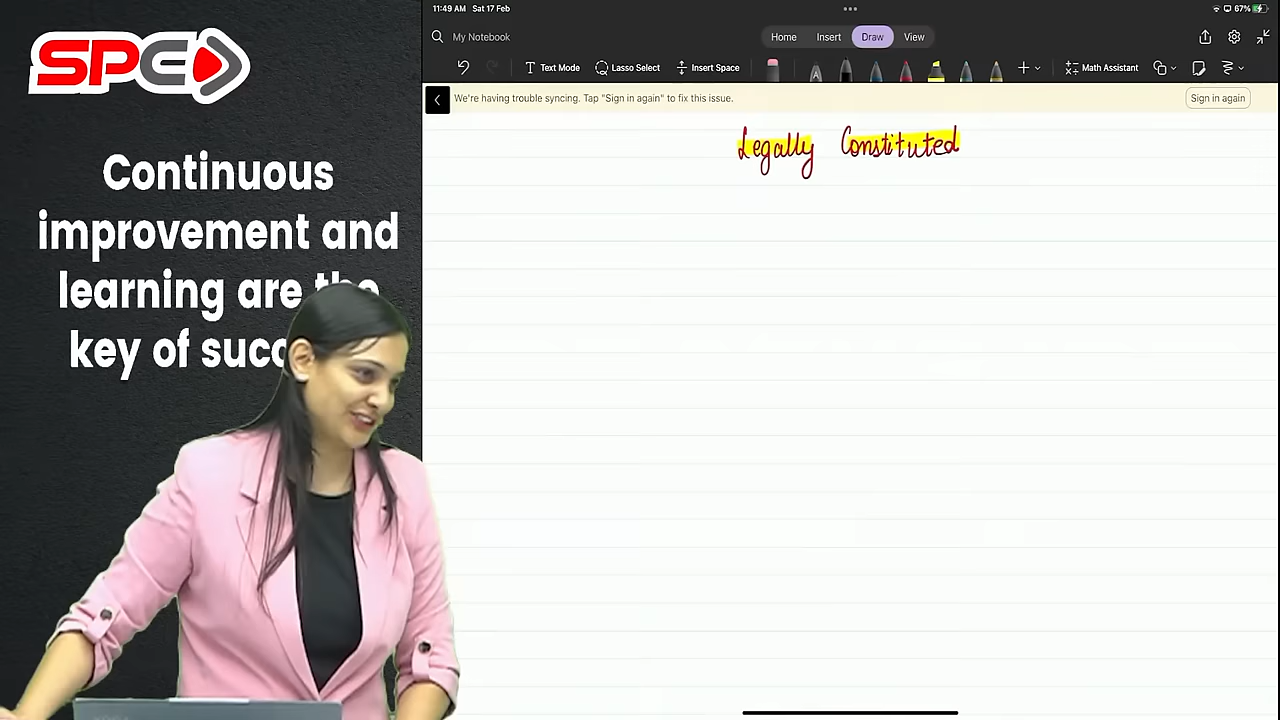 SPC
Continuous
improvement and
learning are the
key of succ
11:49 AM Sat 17 Feb
67%
My Notebook
Home Insert Draw View
Text Mode Lasso Select Insert Space Math Assistant
We're having trouble syncing. Tap "Sign in again" to fix this issue. Sign in again
Legally Constituted